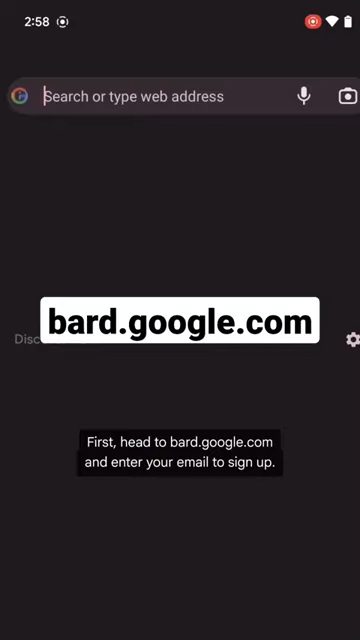 2:58
Search or type web address
bard.google.com
Disc
First, head to bard.google.com
and enter your email to sign up.